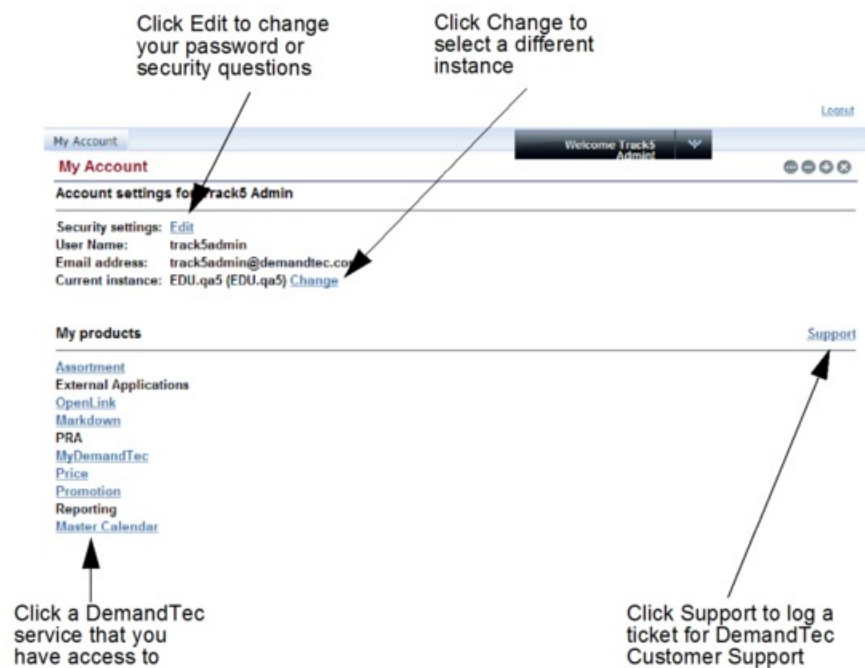 Click Edit to change
your password or
security questions
Click Change to
select a different
instance
Logout
My Account
Welcome Track5
Admin!
My Account
Account settings for Track5 Admin
Security settings: Edit
User Name: track5admin
Email address: track5admin@demandtec.com
Current instance: EDU.qa5 (EDU.qa5) Change
My products
Support
Assortment
External Applications
OpenLink
Markdown
PRA
MyDemandTec
Price
Promotion
Reporting
Master Calendar
Click a DemandTec
service that you
have access to
Click Support to log a
ticket for DemandTec
Customer Support